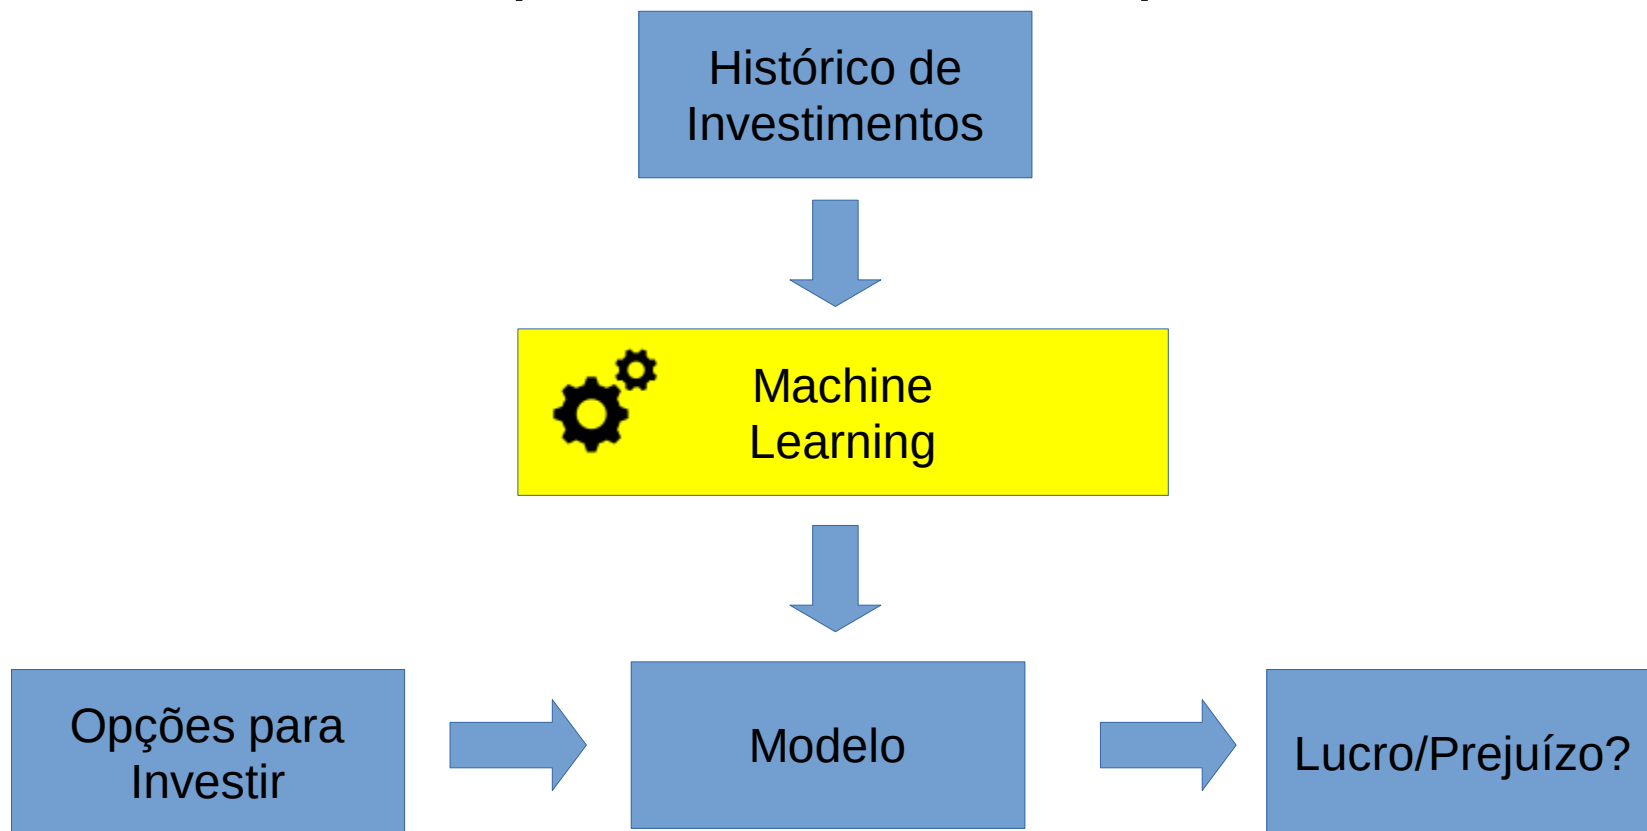 Histórico de
Investimentos
Machine
Learning
Opções para
Investir
Modelo
Lucro/Prejuízo?